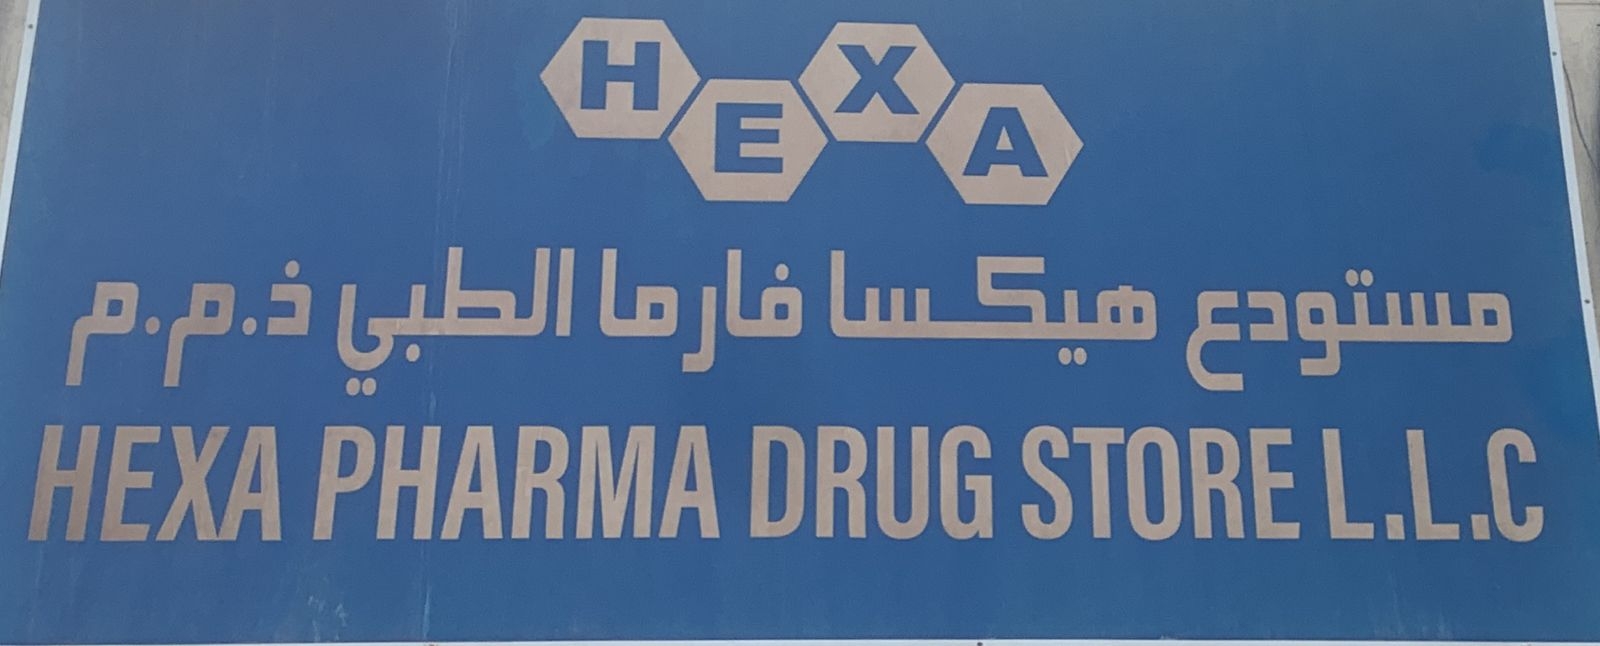 HEXA
مستودع هيكسا فارما الطبي ذ.م.م
HEXA PHARMA DRUG STORE L.L.C